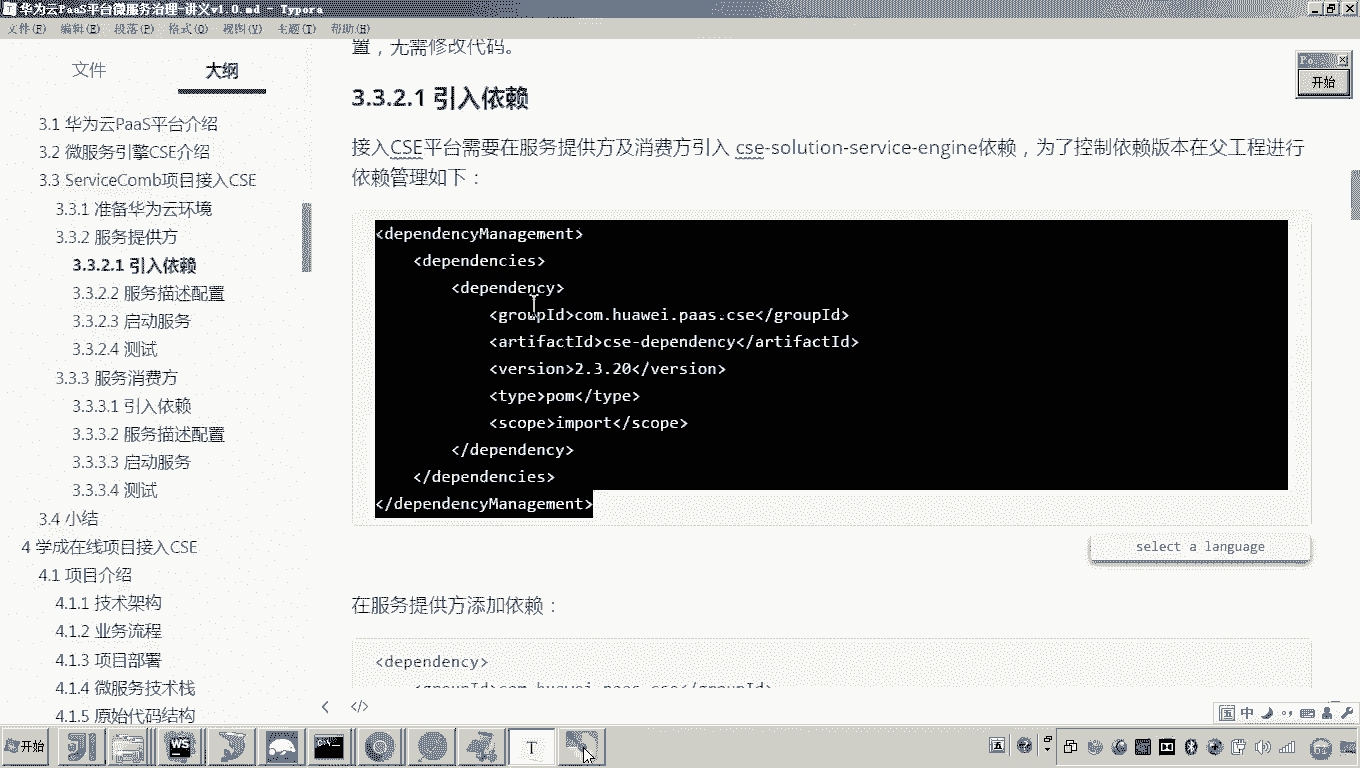 华为云PaaS平台微服务治理-讲义v1.0.md - Typora
文件(F) 编辑(E) 段落(P) 格式(O) 视图(V) 主题(T) 帮助(H)
文件 大纲
3.1 华为云PaaS平台介绍
3.2 微服务引擎CSE介绍
3.3 ServiceComb项目接入CSE
3.3.1 准备华为云环境
3.3.2 服务提供方
3.3.2.1 引入依赖
3.3.2.2 服务描述配置
3.3.2.3 启动服务
3.3.2.4 测试
3.3.3 服务消费方
3.3.3.1 引入依赖
3.3.3.2 服务描述配置
3.3.3.3 启动服务
3.3.3.4 测试
3.4 小结
4 学成在线项目接入CSE
4.1 项目介绍
4.1.1 技术架构
4.1.2 业务流程
4.1.3 项目部署
4.1.4 微服务技术栈
4.1.5 原始代码结构
置，无需修改代码。
3.3.2.1 引入依赖
接入CSE平台需要在服务提供方及消费方引入 cse-solution-service-engine依赖，为了控制依赖版本在父工程进行
依赖管理如下：
<dependencyManagement>
<dependencies>
<dependency>
<groupId>com.huawei.paas.cse</groupId>
<artifactId>cse-dependency</artifactId>
<version>2.3.20</version>
<type>pom</type>
<scope>import</scope>
</dependency>
</dependencies>
</dependencyManagement>
select a language
在服务提供方添加依赖：
<dependency>
<groupId>com.huawei.paas.cse</groupId>
</>
开始
中
开始
WS
T